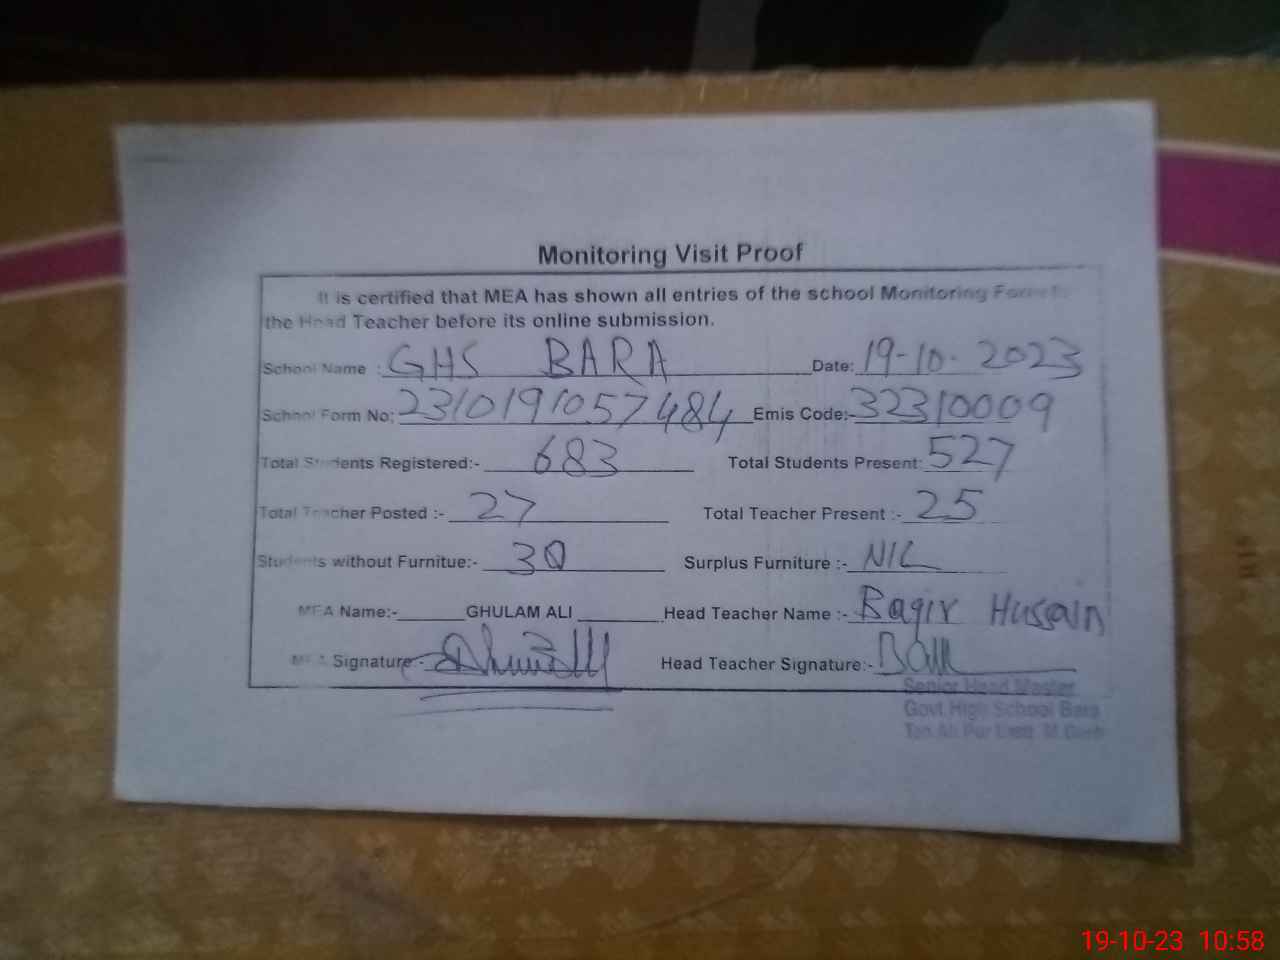 Monitoring Visit Proof
It is certified that MEA has shown all entries of the school Monitoring Form to
the Head Teacher before its online submission.
School Name : GHS BARA Date: 19-10-2023
School Form No: 2310191057484 Emis Code:- 32310009
Total Students Registered:- 683 Total Students Present: 527
Total Teacher Posted :- 27 Total Teacher Present :- 25
Students without Furnitue:- 30 Surplus Furniture :- NIL
MEA Name:- GHULAM ALI Head Teacher Name :- Baqir Hussain
MEA Signature:- Head Teacher Signature:-
Senior Head Master
Govt High School Bara
19-10-23 10:58